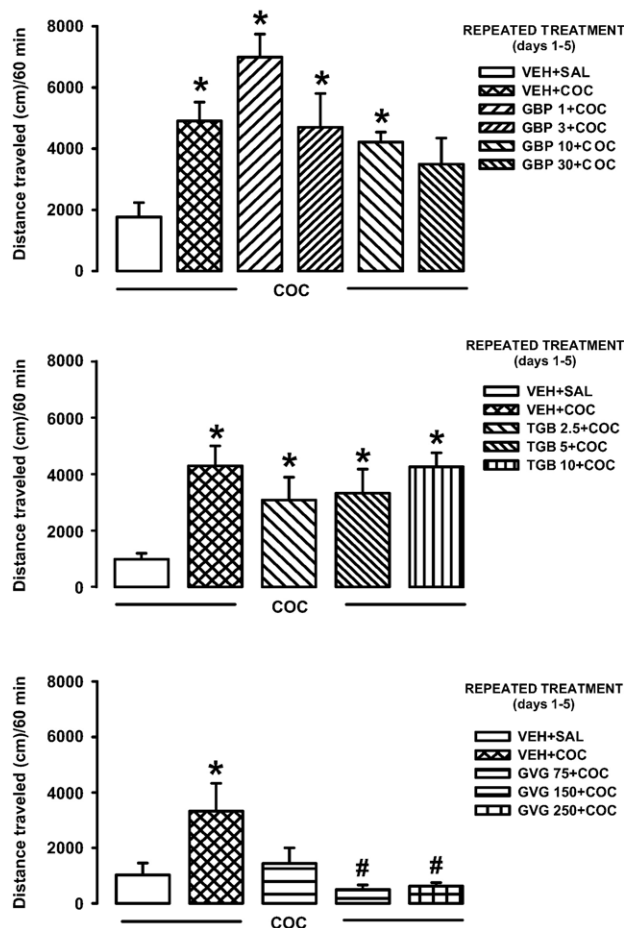 Distance traveled (cm)/60 min
8000
6000
4000
2000
0
*
*
*
*
COC
REPEATED TREATMENT
(days 1-5)
VEH+SAL
VEH+COC
GBP 1+COC
GBP 3+COC
GBP 10+COC
GBP 30+COC
Distance traveled (cm)/60 min
8000
6000
4000
2000
0
*
*
*
*
COC
REPEATED TREATMENT
(days 1-5)
VEH+SAL
VEH+COC
TGB 2.5+COC
TGB 5+COC
TGB 10+COC
Distance traveled (cm)/60 min
8000
6000
4000
2000
0
*
#
#
COC
REPEATED TREATMENT
(days 1-5)
VEH+SAL
VEH+COC
GVG 75+COC
GVG 150+COC
GVG 250+COC